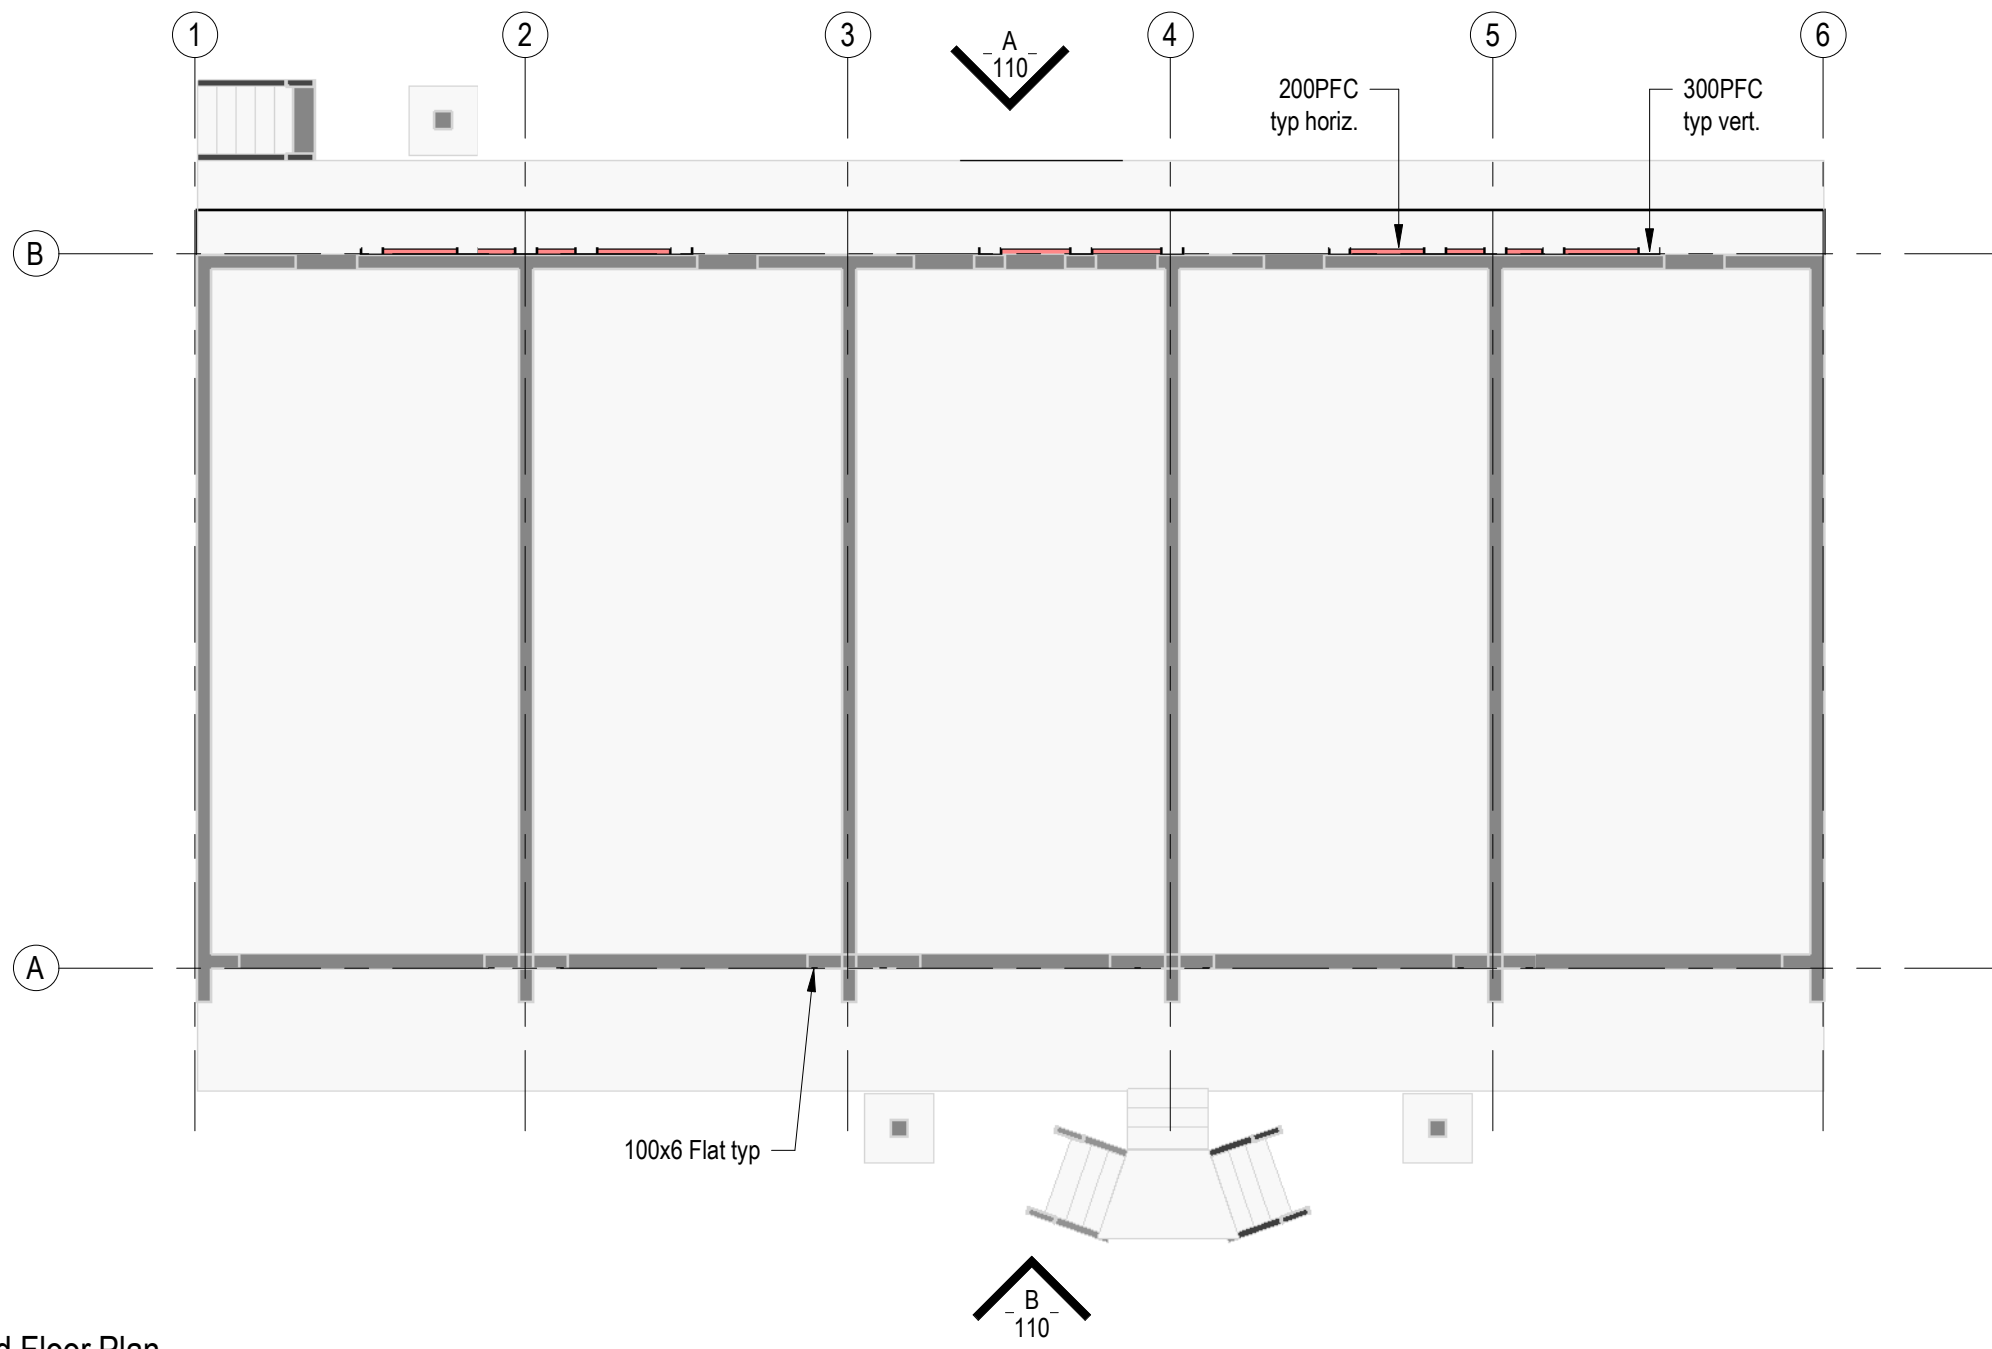 1
2
3
4
5
6
A
110
200PFC
typ horiz.
300PFC
typ vert.
B
A
100x6 Flat typ
B
110
Floor Plan